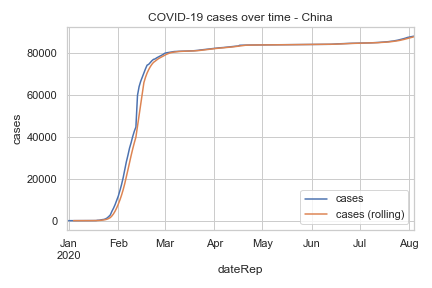 COVID-19 cases over time - China
cases
80000
60000
40000
20000
0
cases
cases (rolling)
Jan Feb Mar Apr May Jun Jul Aug
2020
dateRep